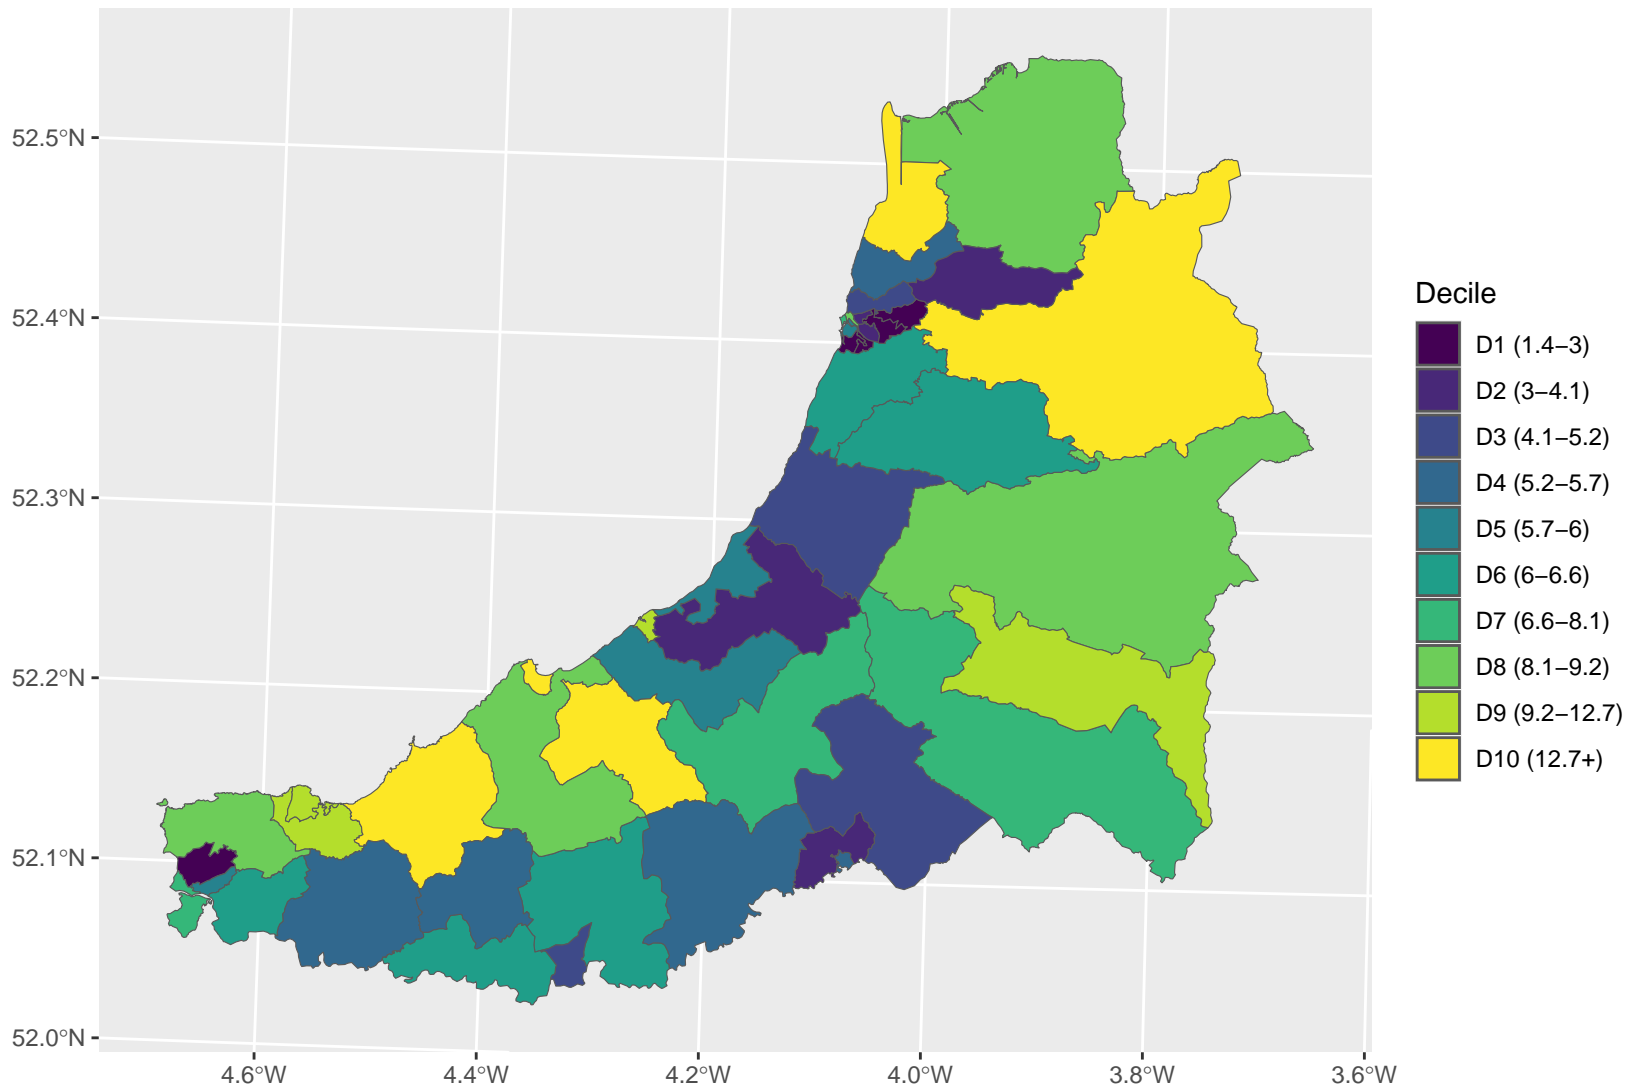 52.5°N
52.4°N
52.3°N
52.2°N
52.1°N
52.0°N
4.6°W
4.4°W
4.2°W
4.0°W
3.8°W
3.6°W
Decile
D1 (1.4−3)
D2 (3−4.1)
D3 (4.1−5.2)
D4 (5.2−5.7)
D5 (5.7−6)
D6 (6−6.6)
D7 (6.6−8.1)
D8 (8.1−9.2)
D9 (9.2−12.7)
D10 (12.7+)